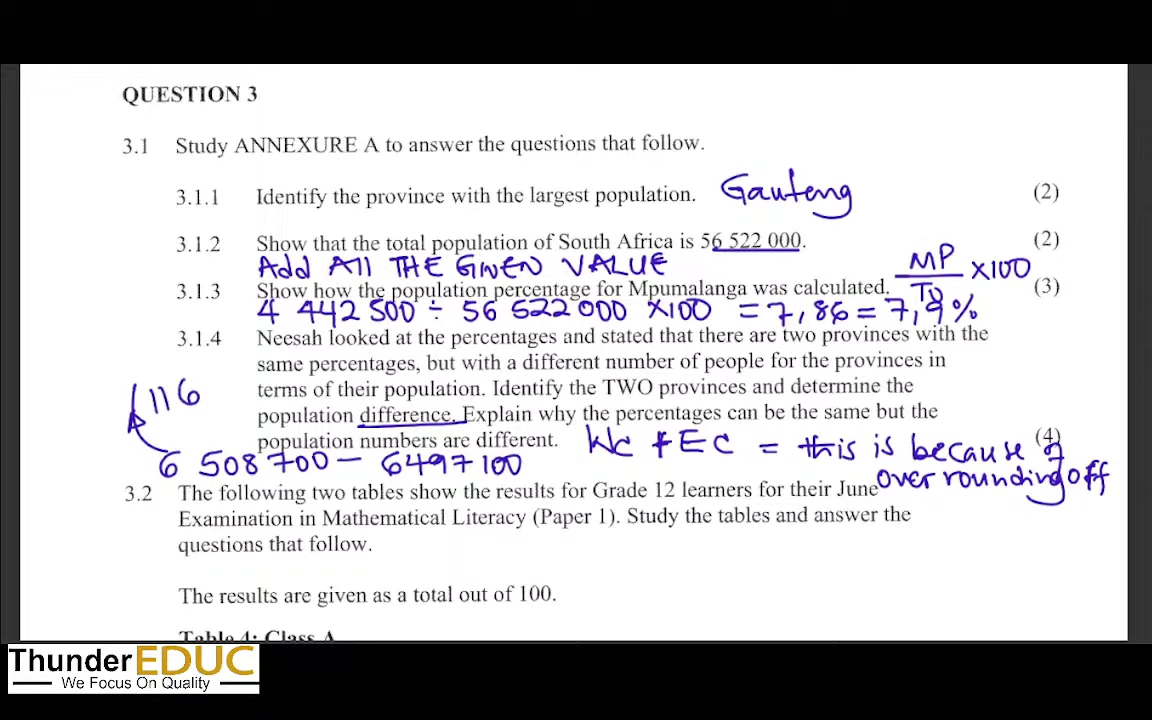 QUESTION 3
3.1 Study ANNEXURE A to answer the questions that follow.
3.1.1 Identify the province with the largest population. Gauteng (2)
3.1.2 Show that the total population of South Africa is 56 522 000. (2)
Add All THE GIVEN VALUE MP
3.1.3 Show how the population percentage for Mpumalanga was calculated. ×100 (3)
4 442 500 ÷ 56 522 000 ×100 = 7,86 = 7,9%
3.1.4 Neesah looked at the percentages and stated that there are two provinces with the
same percentages, but with a different number of people for the provinces in
terms of their population. Identify the TWO provinces and determine the
116
population difference. Explain why the percentages can be the same but the
population numbers are different. WC + EC = this is because of (4)
6 508 700 – 6497 100 over rounding off
3.2 The following two tables show the results for Grade 12 learners for their June
Examination in Mathematical Literacy (Paper 1). Study the tables and answer the
questions that follow.
The results are given as a total out of 100.
Table 4: Class A
ThunderEDUC
We Focus On Quality